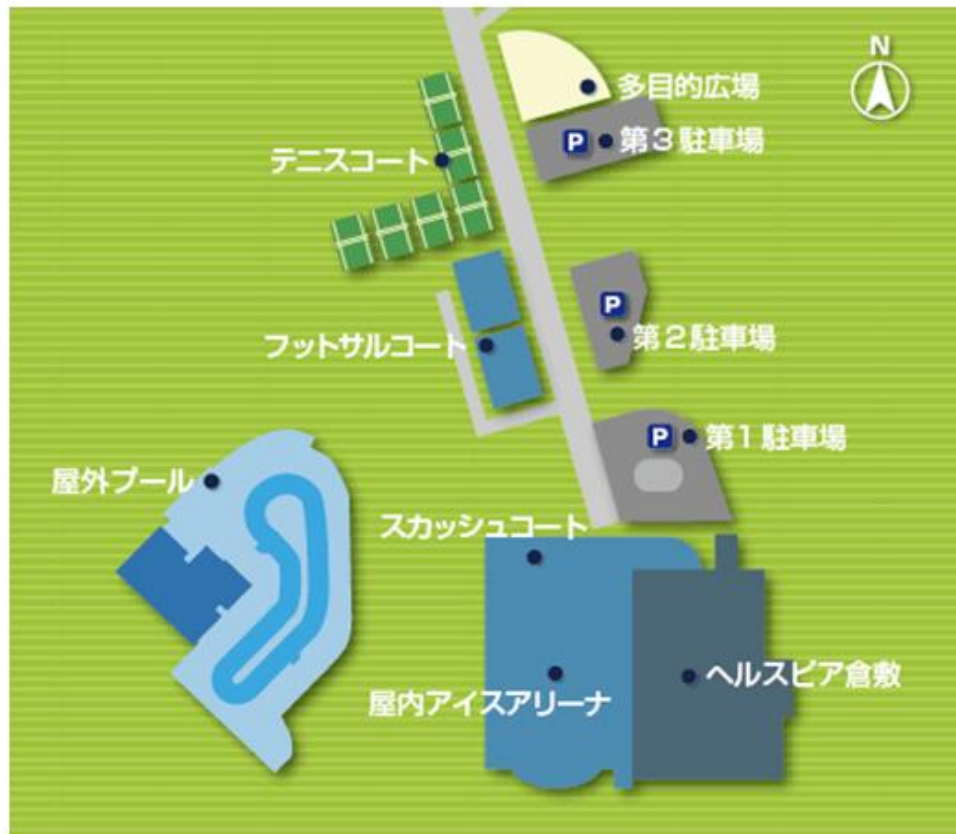 N
多目的広場
P
第3駐車場
テニスコート
P
第2駐車場
フットサルコート
P
第1駐車場
屋外プール
スカッシュコート
ヘルスピア倉敷
屋内アイスアリーナ